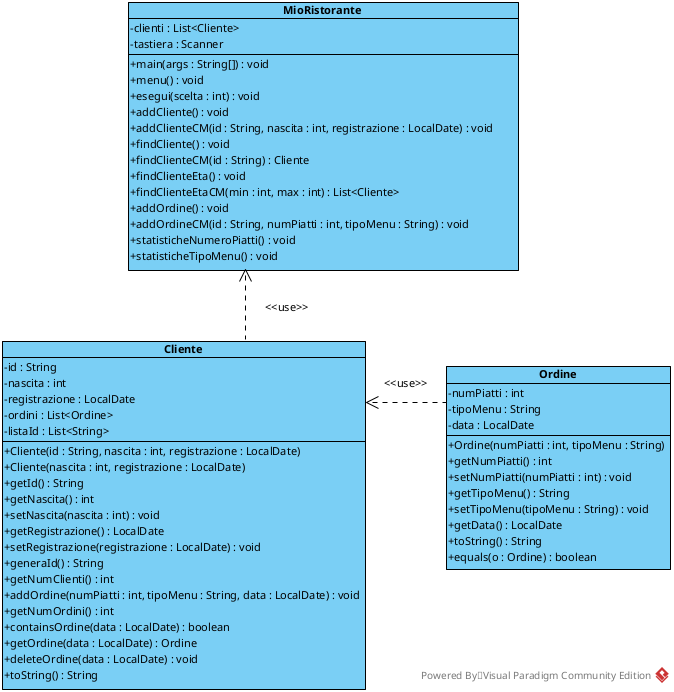 MioRistorante
-clienti : List<Cliente>
-tastiera : Scanner
+main(args : String[]) : void
+menu() : void
+esegui(scelta : int) : void
+addCliente() : void
+addClienteCM(id : String, nascita : int, registrazione : LocalDate) : void
+findCliente() : void
+findClienteCM(id : String) : Cliente
+findClienteEta() : void
+findClienteEtaCM(min : int, max : int) : List<Cliente>
+addOrdine() : void
+addOrdineCM(id : String, numPiatti : int, tipoMenu : String) : void
+statisticheNumeroPiatti() : void
+statisticheTipoMenu() : void
<<use>>
Cliente
-id : String
-nascita : int
-registrazione : LocalDate
-ordini : List<Ordine>
-listaId : List<String>
+Cliente(id : String, nascita : int, registrazione : LocalDate)
+Cliente(nascita : int, registrazione : LocalDate)
+getId() : String
+getNascita() : int
+setNascita(nascita : int) : void
+getRegistrazione() : LocalDate
+setRegistrazione(registrazione : LocalDate) : void
+generaId() : String
+getNumClienti() : int
+addOrdine(numPiatti : int, tipoMenu : String, data : LocalDate) : void
+getNumOrdini() : int
+containsOrdine(data : LocalDate) : boolean
+getOrdine(data : LocalDate) : Ordine
+deleteOrdine(data : LocalDate) : void
+toString() : String
<<use>>
Ordine
-numPiatti : int
-tipoMenu : String
-data : LocalDate
+Ordine(numPiatti : int, tipoMenu : String)
+getNumPiatti() : int
+setNumPiatti(numPiatti : int) : void
+getTipoMenu() : String
+setTipoMenu(tipoMenu : String) : void
+getData() : LocalDate
+toString() : String
+equals(o : Ordine) : boolean
Powered By Visual Paradigm Community Edition